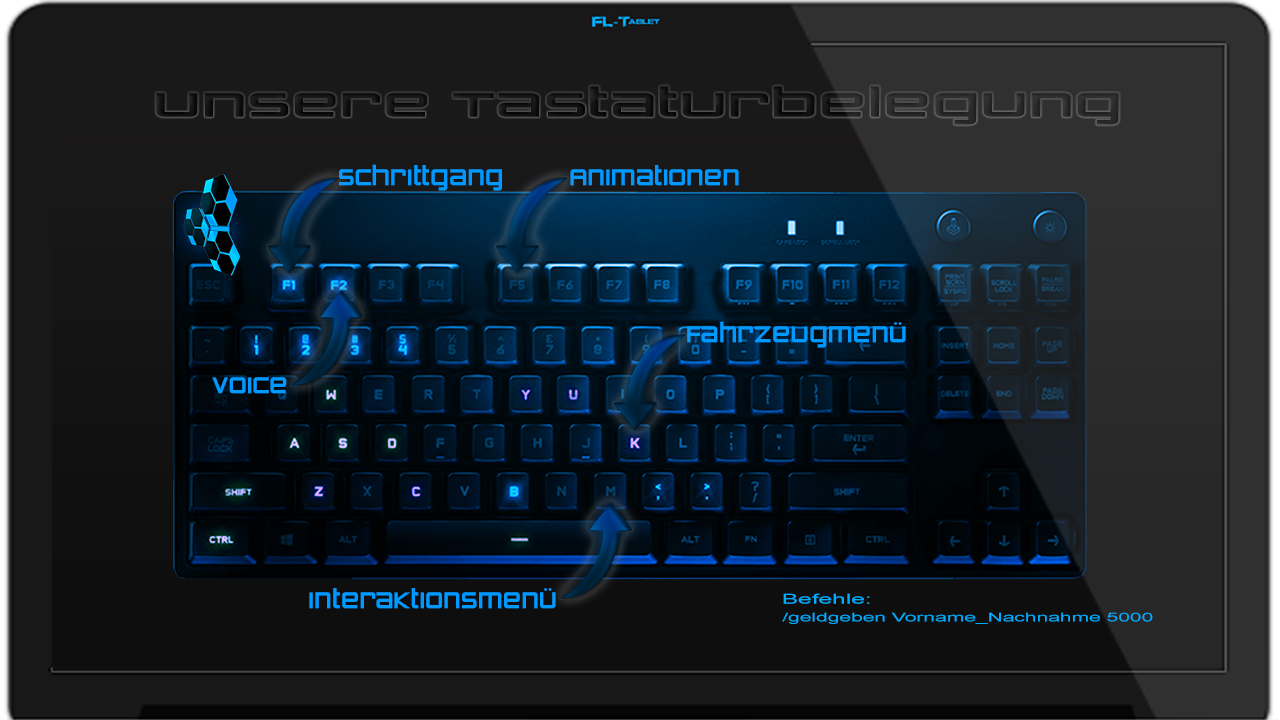 FL-Tablet
Unsere Tastaturbelegung
Schrittgang Animationen
CAPS LOCK SCROLL LOCK
ESC F1 F2 F3 F4 F5 F6 F7 F8 F9 F10 F11 F12 PRINT SCRN SYSRQ SCROLL LOCK PAUSE BREAK
Fahrzeugmenü
! 1 @ 2 # 3 $ 4 % 5 ^ 6 7 * 8 0 - = INSERT HOME PAGE UP
Voice
W E R T Y U O P { [ } ] DELETE END PAGE DOWN
CAPS LOCK A S D F G H J K L : ; " ' ENTER
SHIFT Z X C V B N M < , > . ? / SHIFT
CTRL ALT ALT FN CTRL
Interaktionsmenü
Befehle:
/geldgeben Vorname_Nachnahme 5000